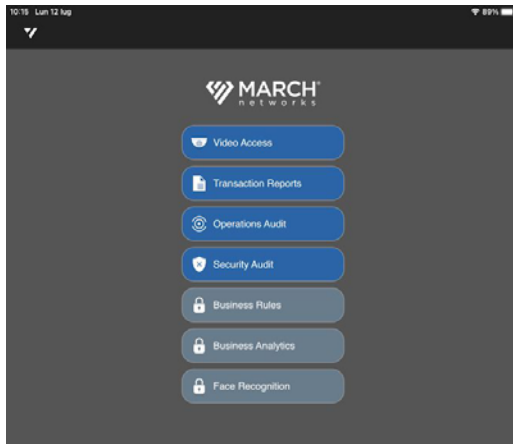 10:15 Lun 12 lug 89%
MARCH
networks
Video Access
Transaction Reports
Operations Audit
Security Audit
Business Rules
Business Analytics
Face Recognition